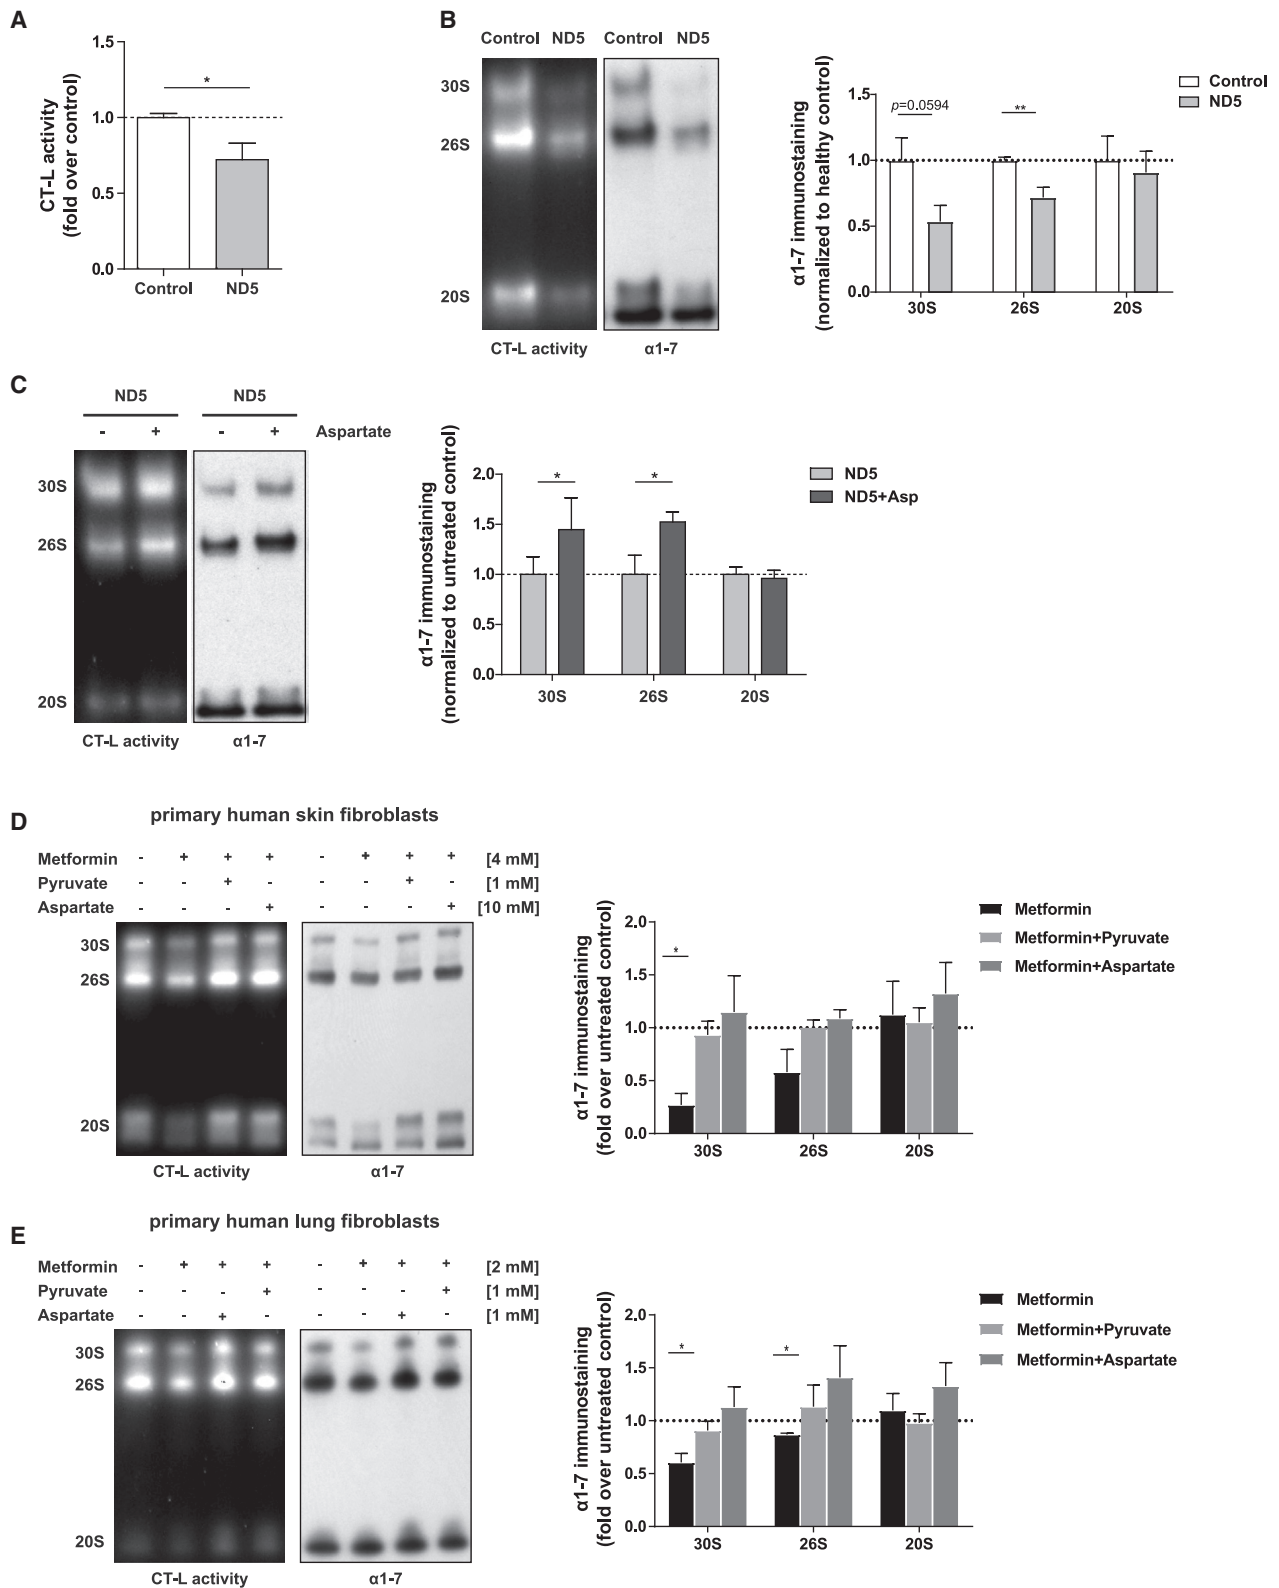 A
CT-L activity
(fold over control)
1.5
1.0
0.5
0.0
*
Control
ND5
B
Control ND5 Control ND5
30S
26S
20S
CT-L activity
α1-7
α1-7 immunostaining
(normalized to healthy control)
1.5
1.0
0.5
0.0
p=0.0594
**
30S
26S
20S
Control
ND5
C
ND5
ND5
- + - + Aspartate
30S
26S
20S
CT-L activity
α1-7
α1-7 immunostaining
(normalized to untreated control)
2.0
1.5
1.0
0.5
0.0
*
*
30S
26S
20S
ND5
ND5+Asp
D
primary human skin fibroblasts
Metformin - + + + - + + + [4 mM]
Pyruvate - - + - - - + - [1 mM]
Aspartate - - - + - - - + [10 mM]
30S
26S
20S
CT-L activity
α1-7
α1-7 immunostaining
(fold over untreated control)
2.0
1.5
1.0
0.5
0.0
*
30S
26S
20S
Metformin
Metformin+Pyruvate
Metformin+Aspartate
E
primary human lung fibroblasts
Metformin - + + + - + + + [2 mM]
Pyruvate - - - + - - - + [1 mM]
Aspartate - - + - - - + - [1 mM]
30S
26S
20S
CT-L activity
α1-7
α1-7 immunostaining
(fold over untreated control)
2.0
1.5
1.0
0.5
0.0
*
*
30S
26S
20S
Metformin
Metformin+Pyruvate
Metformin+Aspartate